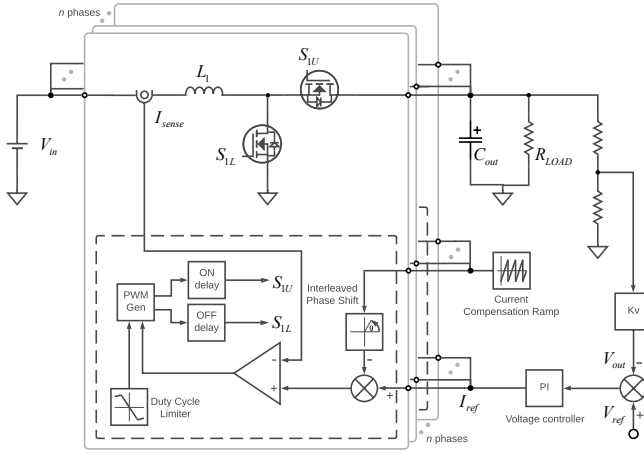 n phases
S1U
L1
Isense
Vin
S1L
Cout
RLOAD
ON
delay
S1U
PWM
Gen
OFF
delay
S1L
Interleaved
Phase Shift
θ
Current
Compensation Ramp
Kv
Vout
-
-
-
+
+
Duty Cycle
Limiter
Iref
PI
Voltage controller
Vref
+
n phases
+